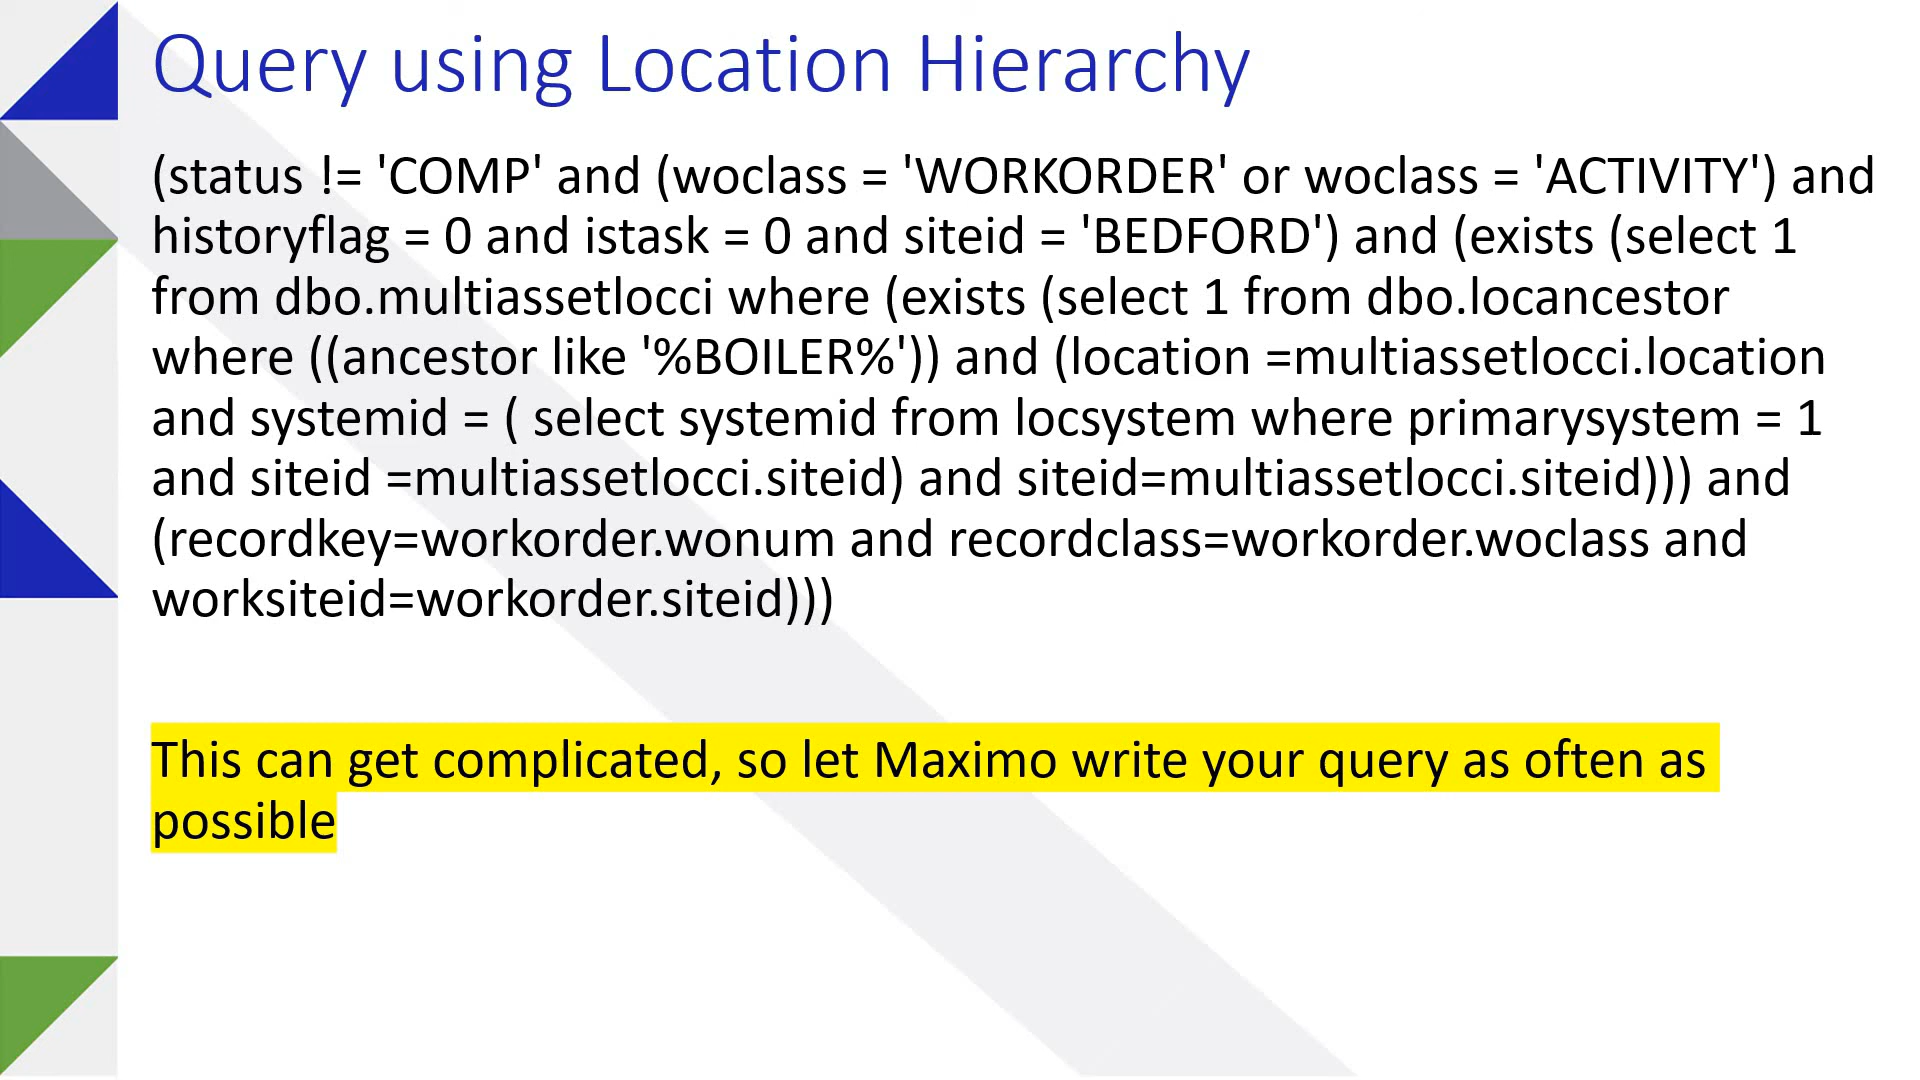 Query using Location Hierarchy
(status != 'COMP' and (woclass = 'WORKORDER' or woclass = 'ACTIVITY') and
historyflag = 0 and istask = 0 and siteid = 'BEDFORD') and (exists (select 1
from dbo.multiassetlocci where (exists (select 1 from dbo.locancestor
where ((ancestor like '%BOILER%')) and (location =multiassetlocci.location
and systemid = ( select systemid from locsystem where primarysystem = 1
and siteid =multiassetlocci.siteid) and siteid=multiassetlocci.siteid))) and
(recordkey=workorder.wonum and recordclass=workorder.woclass and
worksiteid=workorder.siteid)))
This can get complicated, so let Maximo write your query as often as
possible